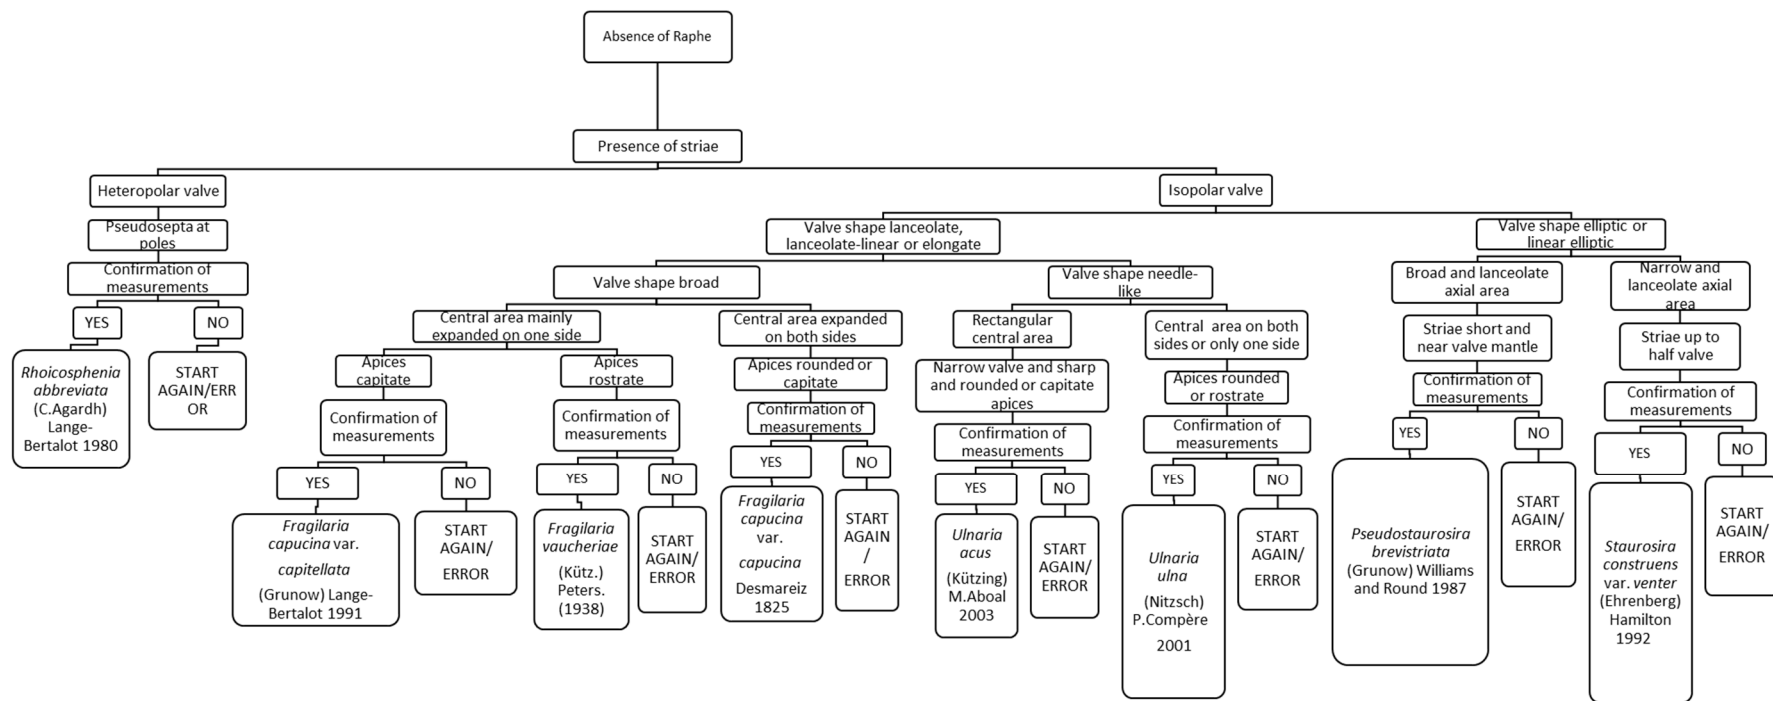 Absence of Raphe
Presence of striae
Heteropolar valve
Isopolar valve
Pseudosepta at
poles
Valve shape lanceolate,
lanceolate-linear or elongate
Valve shape elliptic or
linear elliptic
Confirmation of
measurements
Valve shape broad
Valve shape needle-
like
Broad and lanceolate
axial area
Narrow and
lanceolate axial
area
YES
NO
Central area mainly
expanded on one side
Central area expanded
on both sides
Rectangular
central area
Central area on both
sides or only one side
Striae short and
near valve mantle
Striae up to
half valve
Rhoicosphenia
abbreviata
(C.Agardh)
Lange-
Bertalot 1980
START
AGAIN/ERR
OR
Apices
capitate
Apices
rostrate
Apices rounded or
capitate
Narrow valve and sharp
and rounded or capitate
apices
Apices rounded
or rostrate
Confirmation of
measurements
Confirmation of
measurements
Confirmation of
measurements
Confirmation of
measurements
Confirmation of
measurements
Confirmation of
measurements
Confirmation of
measurements
YES
NO
YES
NO
YES
NO
YES
NO
YES
NO
YES
NO
YES
NO
Fragilaria
capucina var.
capitellata
(Grunow) Lange-
Bertalot 1991
START
AGAIN/
ERROR
Fragilaria
vaucheriae
(Kütz.)
Peters.
(1938)
START
AGAIN/
ERROR
Fragilaria
capucina
var.
capucina
Desmareiz
1825
START
AGAIN
/
ERROR
Ulnaria
acus
(Kützing)
M.Aboal
2003
START
AGAIN/
ERROR
Ulnaria
ulna
(Nitzsch)
P.Compère
2001
START
AGAIN/
ERROR
Pseudostaurosira
brevistriata
(Grunow) Williams
and Round 1987
START
AGAIN/
ERROR
Staurosira
construens
var. venter
(Ehrenberg)
Hamilton
1992
START
AGAIN/
ERROR